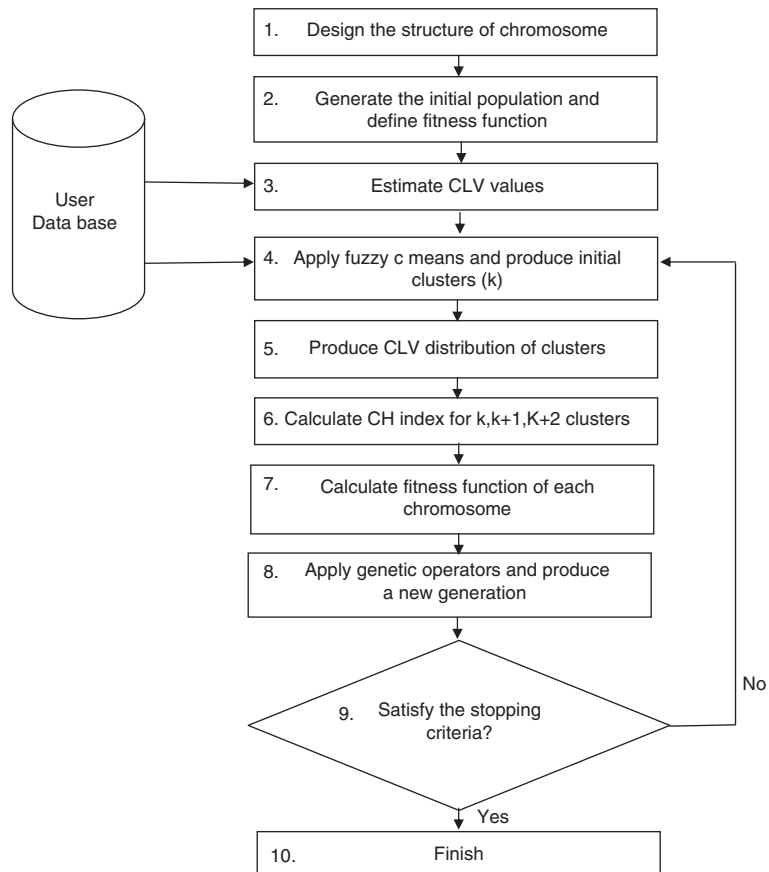 1. Design the structure of chromosome
2. Generate the initial population and
define fitness function
User
Data base
3. Estimate CLV values
4. Apply fuzzy c means and produce initial
clusters (k)
5. Produce CLV distribution of clusters
6. Calculate CH index for k,k+1,K+2 clusters
7. Calculate fitness function of each
chromosome
8. Apply genetic operators and produce
a new generation
9. Satisfy the stopping
criteria?
No
Yes
10. Finish